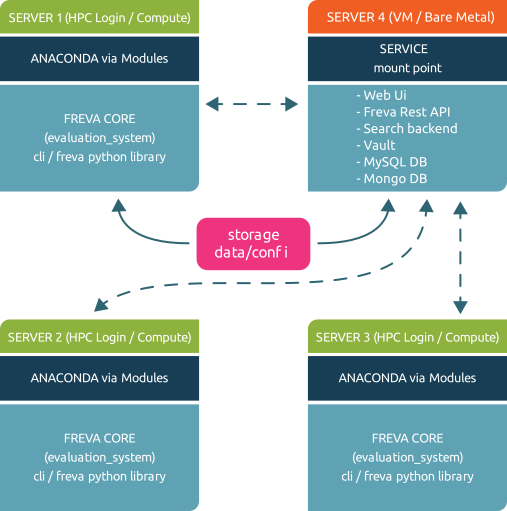 SERVER 1 (HPC Login / Compute)
ANACONDA via Modules
FREVA CORE
(evaluation_system)
cli / freva python library
SERVER 4 (VM / Bare Metal)
SERVICE
mount point
- Web Ui
- Freva Rest API
- Search backend
- Vault
- MySQL DB
- Mongo DB
storage
data/conf i
SERVER 2 (HPC Login / Compute)
ANACONDA via Modules
FREVA CORE
(evaluation_system)
cli / freva python library
SERVER 3 (HPC Login / Compute)
ANACONDA via Modules
FREVA CORE
(evaluation_system)
cli / freva python library